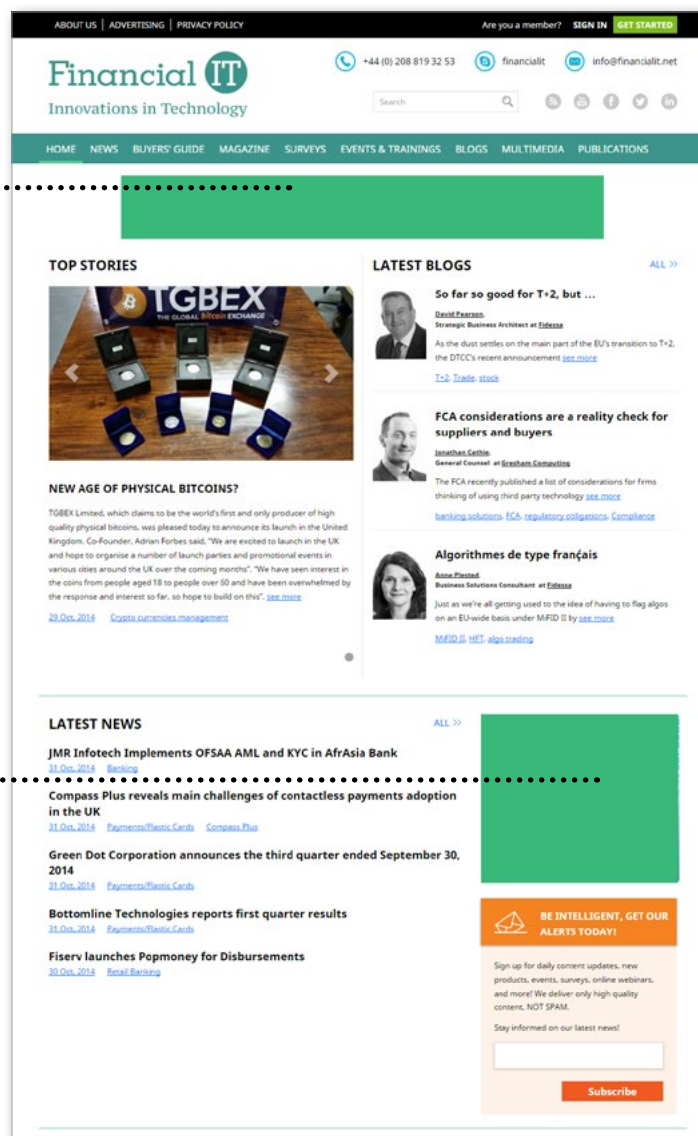 ABOUT US | ADVERTISING | PRIVACY POLICY
Are you a member? SIGN IN GET STARTED
Financial IT
Innovations in Technology
+44 (0) 208 819 32 53
financialit
info@financialit.net
Search
HOME NEWS BUYERS' GUIDE MAGAZINE SURVEYS EVENTS & TRAININGS BLOGS MULTIMEDIA PUBLICATIONS
TOP STORIES
TGBEX
THE GLOBAL Bitcoin EXCHANGE
NEW AGE OF PHYSICAL BITCOINS?
TGBEX Limited, which claims to be the world's first and only producer of high
quality physical bitcoins, was pleased today to announce its launch in the United
Kingdom. Co-Founder, Adrian Forbes said, "We are excited to launch in the UK
and hope to organise a number of launch parties and promotional events in
various cities around the UK over the coming months". "We have seen interest in
the coins from people aged 18 to people over 60 and have been overwhelmed by
the response and interest so far, so hope to build on this". see more
29 Oct, 2014 Crypto currencies management
LATEST BLOGS
ALL >>
So far so good for T+2, but ...
David Pearson,
Strategic Business Architect at Fidessa
As the dust settles on the main part of the EU's transition to T+2,
the DTCC's recent announcement see more
T+2, Trade, stock
FCA considerations are a reality check for
suppliers and buyers
Jonathan Cathie,
General Counsel at Gresham Computing
The FCA recently published a list of considerations for firms
thinking of using third party technology see more
banking solutions, FCA, regulatory obligations, Compliance
Algorithmes de type français
Anne Plested,
Business Solutions Consultant at Fidessa
Just as we're all getting used to the idea of having to flag algos
on an EU-wide basis under MiFID II by see more
MiFID II, HFT, algo trading
LATEST NEWS
ALL >>
JMR Infotech Implements OFSAA AML and KYC in AfrAsia Bank
31 Oct, 2014 Banking
Compass Plus reveals main challenges of contactless payments adoption
in the UK
31 Oct, 2014 Payments/Plastic Cards Compass Plus
Green Dot Corporation announces the third quarter ended September 30,
2014
31 Oct, 2014 Payments/Plastic Cards
Bottomline Technologies reports first quarter results
31 Oct, 2014 Payments/Plastic Cards
Fiserv launches Popmoney for Disbursements
30 Oct, 2014 Retail Banking
BE INTELLIGENT, GET OUR
ALERTS TODAY!
Sign up for daily content updates, new
products, events, surveys, online webinars,
and more! We deliver only high quality
content, NOT SPAM.
Stay informed on our latest news!
Subscribe